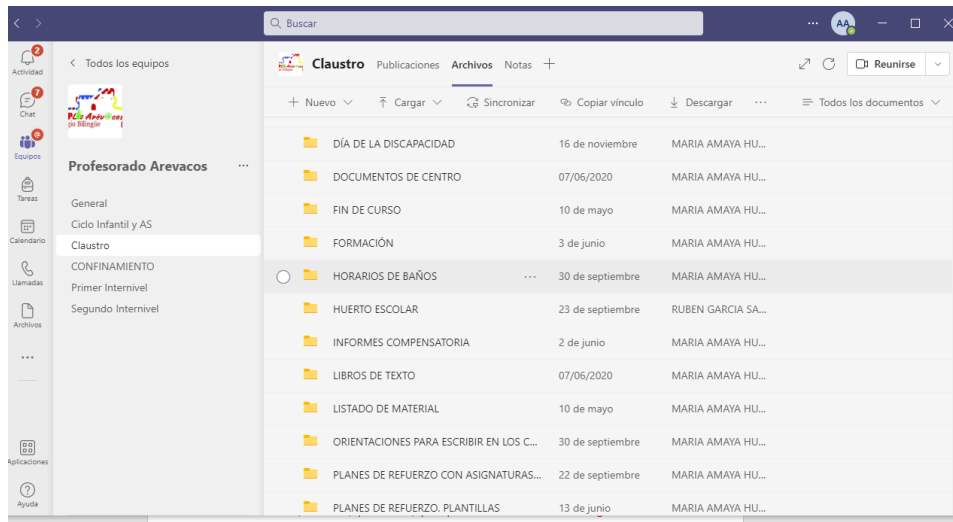 Buscar
AA
2
Actividad
7
Chat
@
Equipos
Tareas
Calendario
Llamadas
Archivos
Aplicaciones
Ayuda
Todos los equipos
Profesorado Arevacos
General
Ciclo Infantil y AS
Claustro
CONFINAMIENTO
Primer Internivel
Segundo Internivel
Claustro Publicaciones Archivos Notas
Reunirse
Nuevo Cargar Sincronizar Copiar vínculo Descargar Todos los documentos
DÍA DE LA DISCAPACIDAD 16 de noviembre MARIA AMAYA HU...
DOCUMENTOS DE CENTRO 07/06/2020 MARIA AMAYA HU...
FIN DE CURSO 10 de mayo MARIA AMAYA HU...
FORMACIÓN 3 de junio MARIA AMAYA HU...
HORARIOS DE BAÑOS ... 30 de septiembre MARIA AMAYA HU...
HUERTO ESCOLAR 23 de septiembre RUBEN GARCIA SA...
INFORMES COMPENSATORIA 2 de junio MARIA AMAYA HU...
LIBROS DE TEXTO 07/06/2020 MARIA AMAYA HU...
LISTADO DE MATERIAL 10 de mayo MARIA AMAYA HU...
ORIENTACIONES PARA ESCRIBIR EN LOS C... 30 de septiembre MARIA AMAYA HU...
PLANES DE REFUERZO CON ASIGNATURAS... 22 de septiembre MARIA AMAYA HU...
PLANES DE REFUERZO. PLANTILLAS 13 de junio MARIA AMAYA HU...